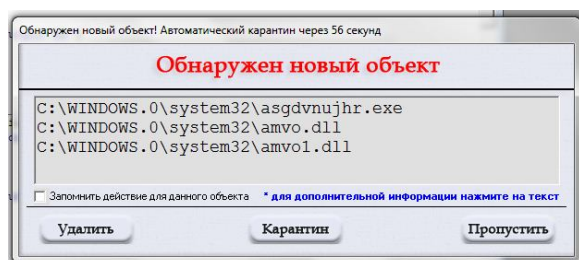 Обнаружен новый объект! Автоматический карантин через 56 секунд
Обнаружен новый объект
C:\WINDOWS.0\system32\asgdvnujhr.exe
C:\WINDOWS.0\system32\amvo.dll
C:\WINDOWS.0\system32\amvo1.dll
Запомнить действие для данного объекта * для дополнительной информации нажмите на текст
Удалить Карантин Пропустить